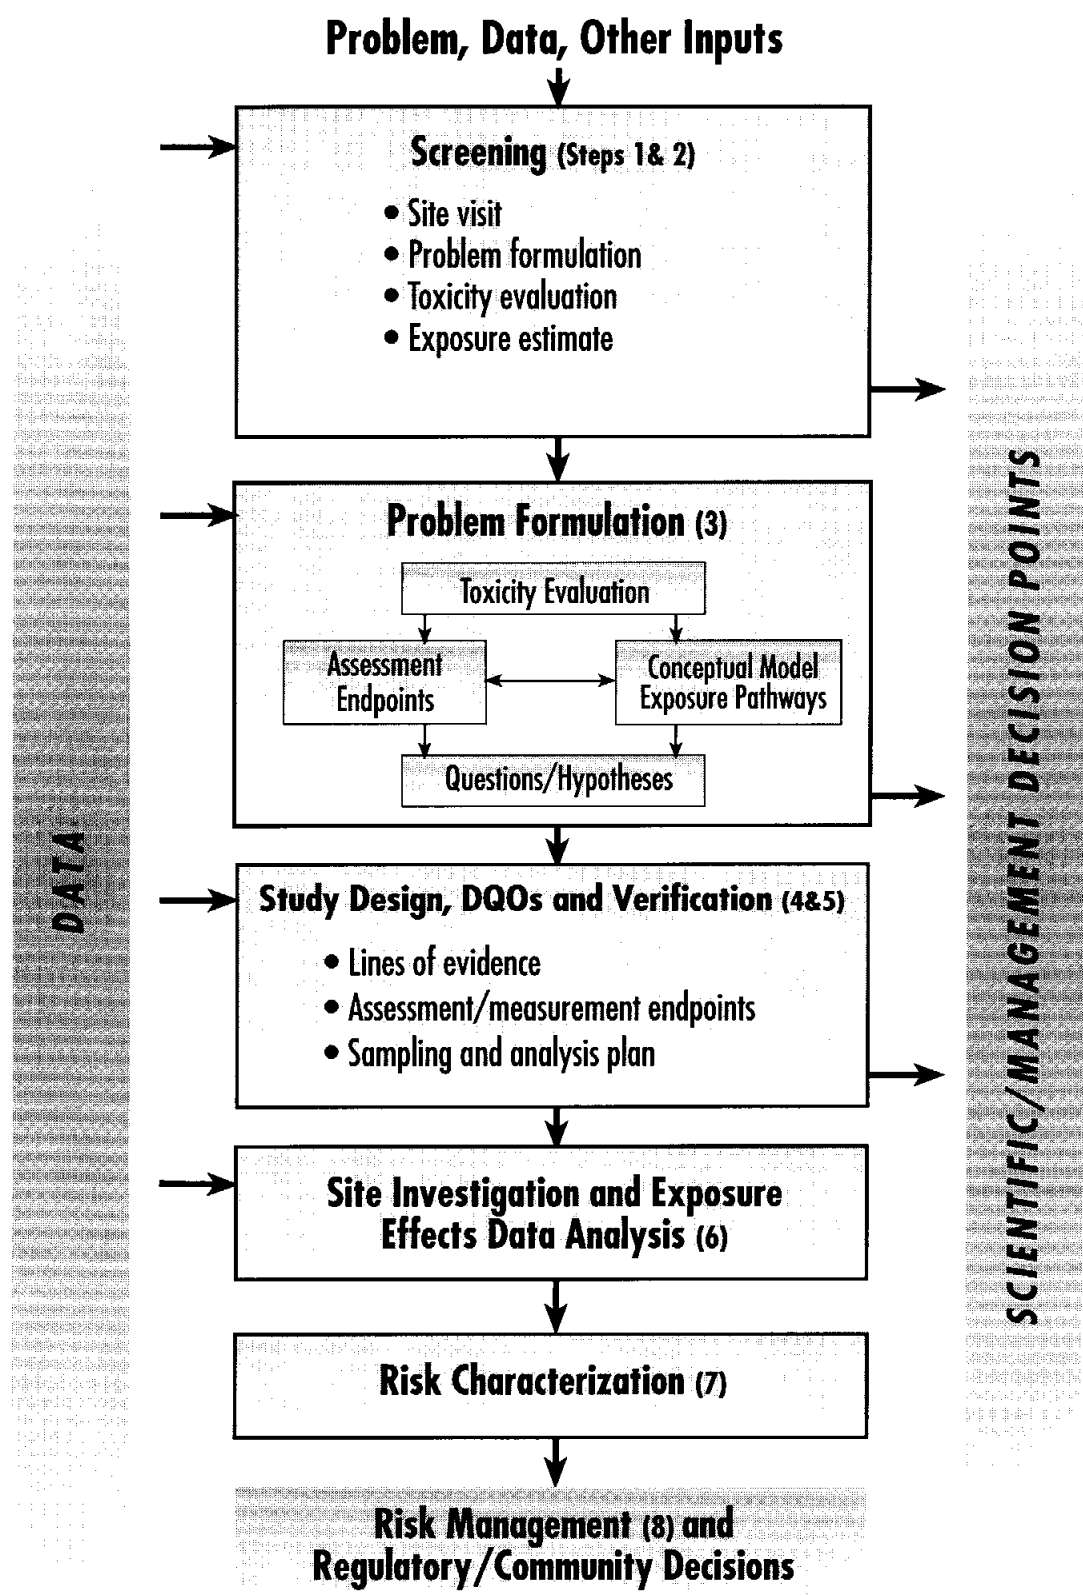 Problem, Data, Other Inputs
Screening (Steps 1& 2)
• Site visit
• Problem formulation
• Toxicity evaluation
• Exposure estimate
Problem Formulation (3)
Toxicity Evaluation
Assessment
Endpoints
Conceptual Model
Exposure Pathways
Questions/Hypotheses
Study Design, DQOs and Verification (4&5)
• Lines of evidence
• Assessment/measurement endpoints
• Sampling and analysis plan
Site Investigation and Exposure
Effects Data Analysis (6)
Risk Characterization (7)
Risk Management (8) and
Regulatory/Community Decisions
DATA
SCIENTIFIC/MANAGEMENT DECISION POINTS